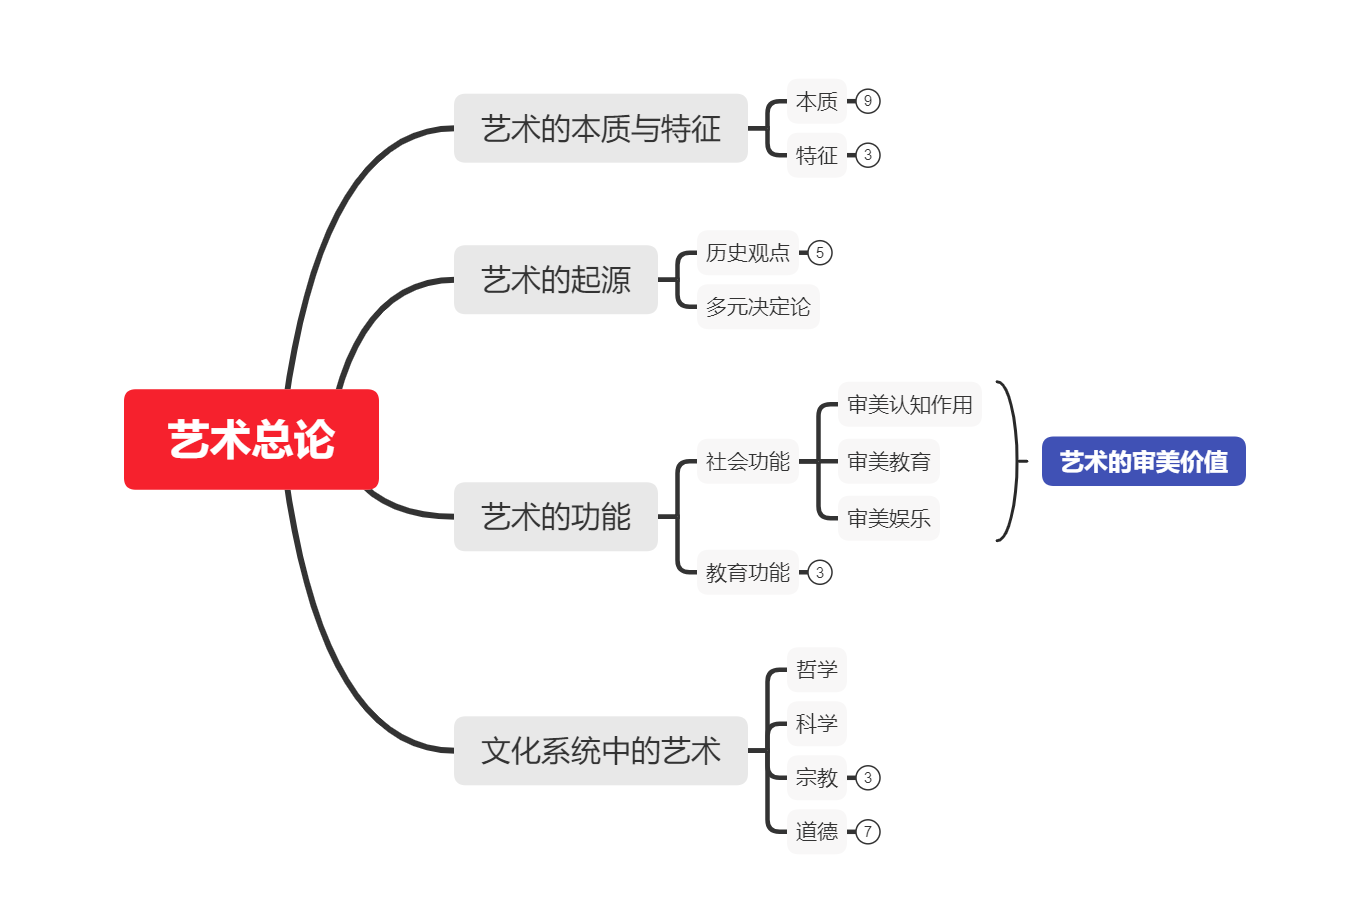 艺术总论
艺术的本质与特征
本质 9
特征 3
艺术的起源
历史观点 5
多元决定论
艺术的功能
社会功能
审美认知作用
审美教育
审美娱乐
艺术的审美价值
教育功能 3
文化系统中的艺术
哲学
科学
宗教 3
道德 7